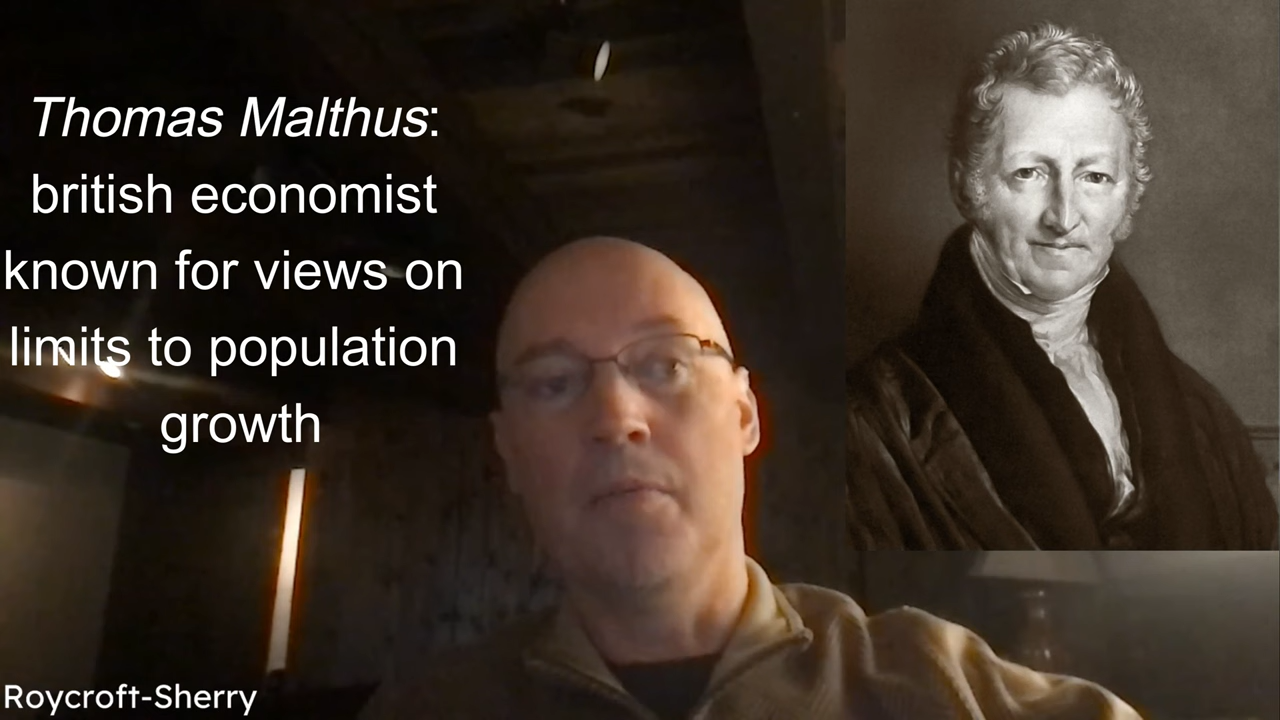 Thomas Malthus:
british economist
known for views on
limits to population
growth
Roycroft-Sherry